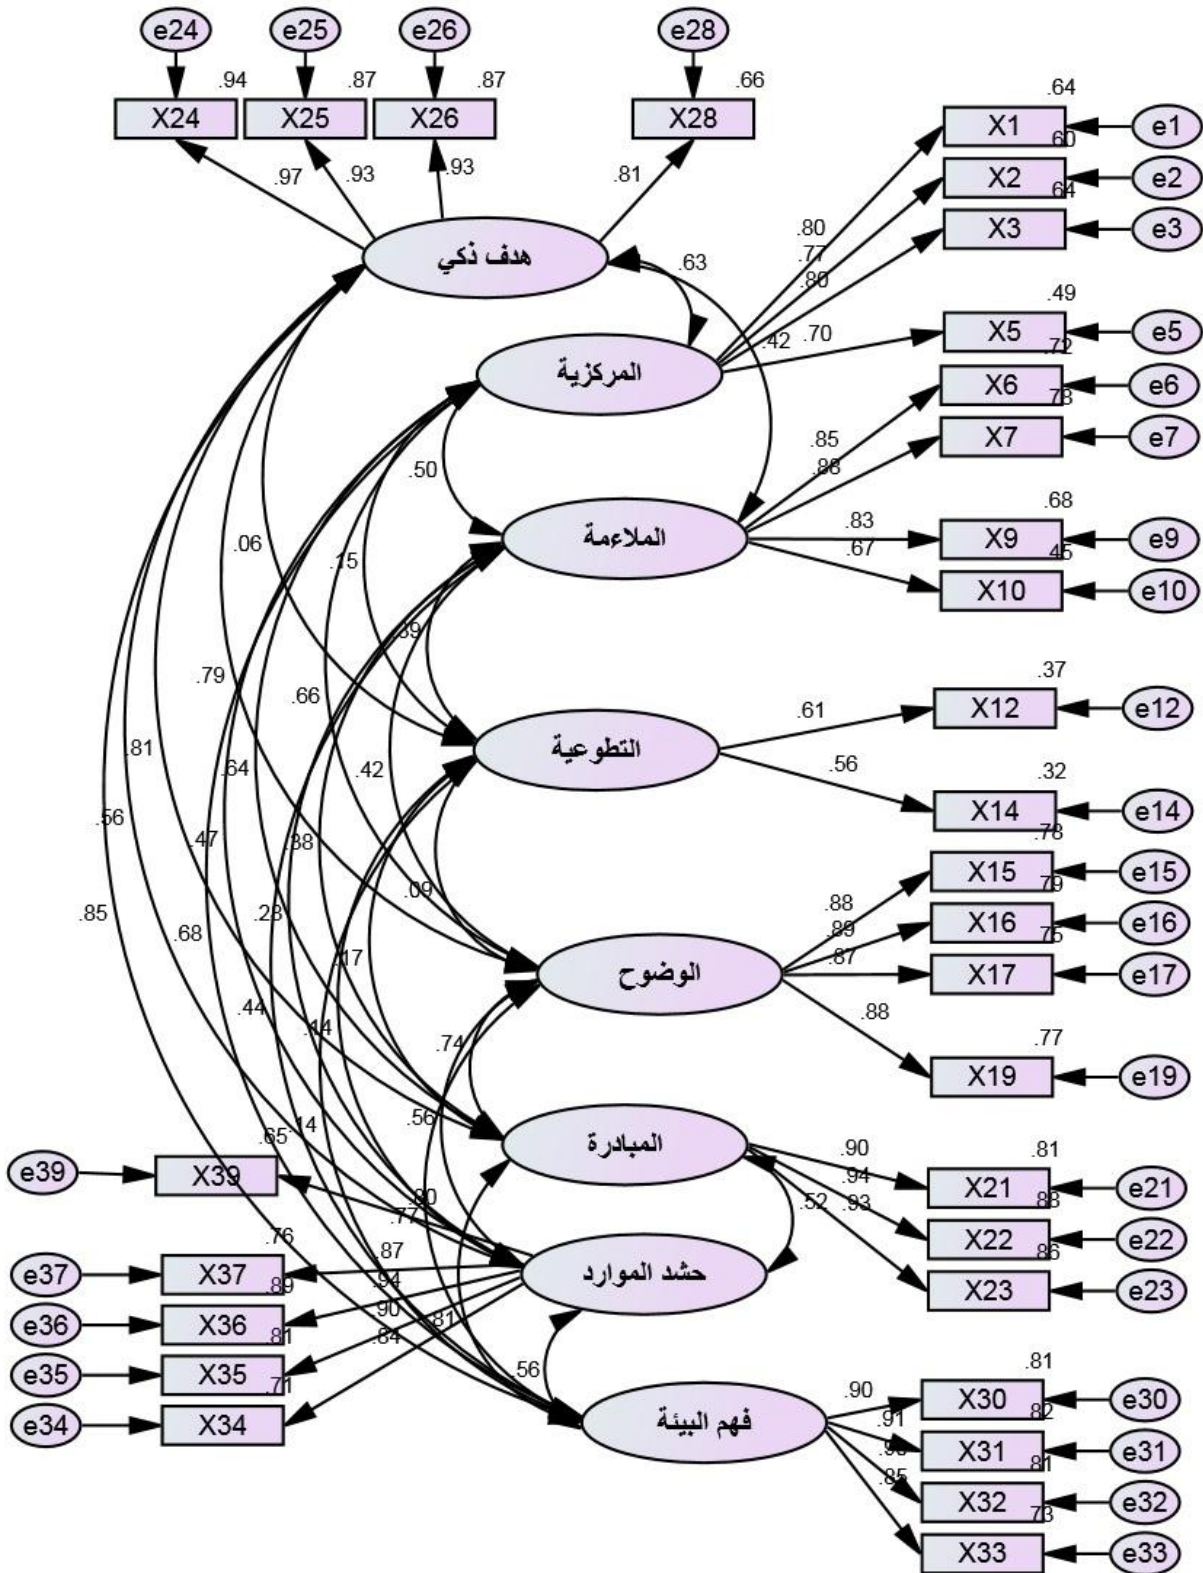 e24 e25 e26 e28
.94 .87 .87 .66
X24 X25 X26 X28
.97 .93 .93 .81
هدف ذكي
.63
.64
X1 e1
.60
X2 e2
.64
X3 e3
.80
.77
.80
.42 .70
.49
X5 e5
المركزية
.72
X6 e6
.78
X7 e7
.85
.88
.50
.68
.83
X9 e9
.67
.45
X10 e10
الملاءمة
.06
.15
.39
.37
.61
X12 e12
.56
.32
X14 e14
التطوعية
.79
.66
.81
.64
.42
.78
X15 e15
.79
X16 e16
.75
X17 e17
.88
.89
.87
.88
.77
X19 e19
الوضوح
.56
.47
.38
.09
.85
.68
.28
.17
.44
.14
.74
المبادرة
.90
.94
.93
.52
.81
X21 e21
.88
X22 e22
.86
X23 e23
.65
.14
.56
e39 X39
.80
.77
.76
.87
حشد الموارد
e37 X37
.94
.89
e36 X36
.90
.81
.81
e35 X35
.84
.71
e34 X34
.56
فهم البيئة
.90
.91
.85
.81
X30 e30
.82
X31 e31
.81
X32 e32
.73
X33 e33